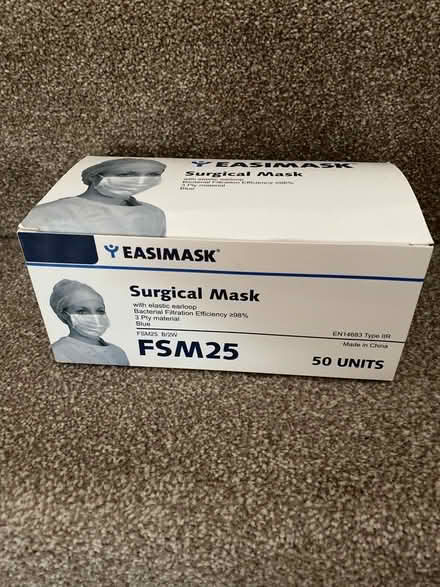 EASIMASK
Surgical Mask
with elastic earloop
Bacterial Filtration Efficiency ≥98%
3 Ply material
Blue
EASIMASK®
Surgical Mask
with elastic earloop
Bacterial Filtration Efficiency ≥98%
3 Ply material
Blue
FSM25 B/2W
EN14683 Type IIR
Made in China
FSM25
50 UNITS